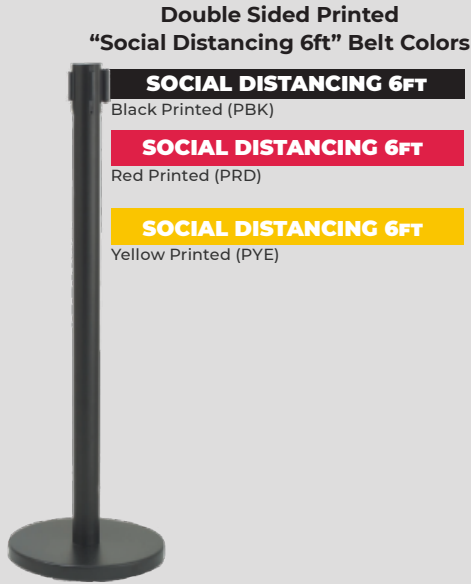 Double Sided Printed
“Social Distancing 6ft” Belt Colors
SOCIAL DISTANCING 6FT
Black Printed (PBK)
SOCIAL DISTANCING 6FT
Red Printed (PRD)
SOCIAL DISTANCING 6FT
Yellow Printed (PYE)